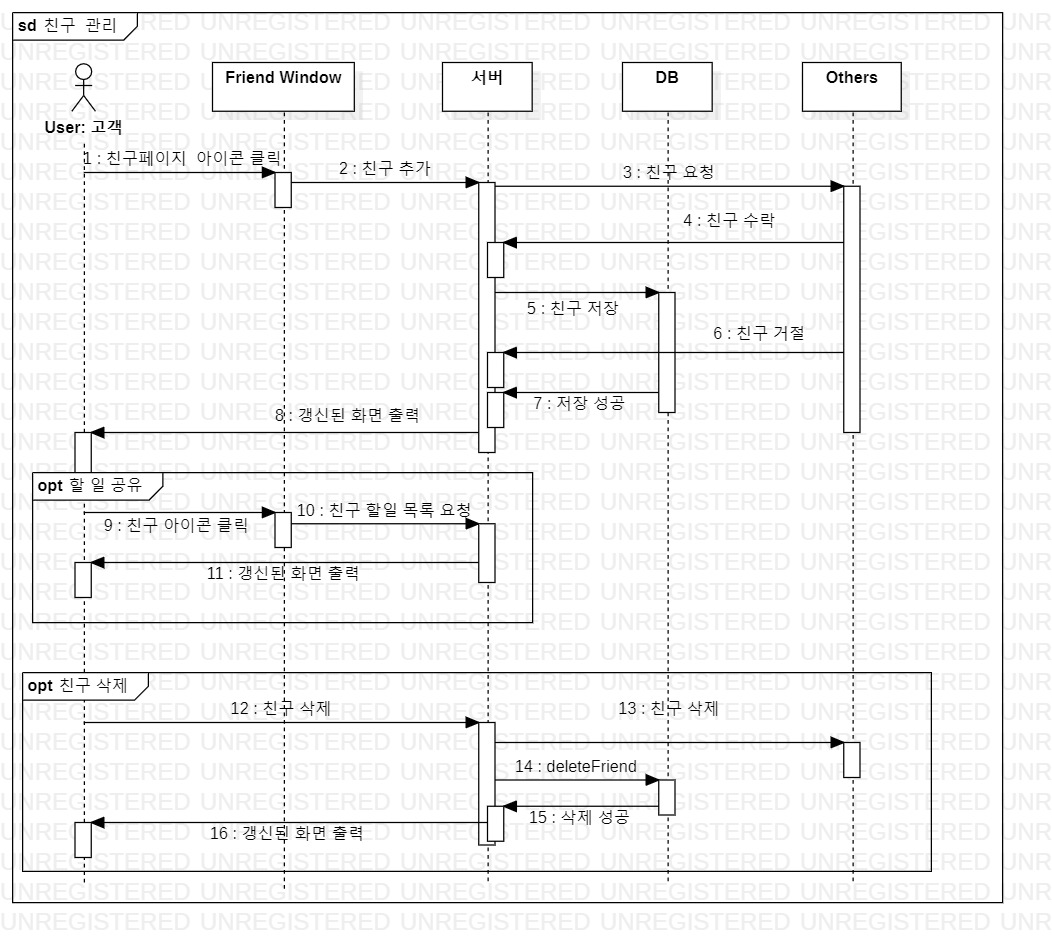 sd 친구 관리
User: 고객
Friend Window
서버
DB
Others
1 : 친구페이지 아이콘 클릭
2 : 친구 추가
3 : 친구 요청
4 : 친구 수락
5 : 친구 저장
6 : 친구 거절
7 : 저장 성공
8 : 갱신된 화면 출력
opt 할 일 공유
9 : 친구 아이콘 클릭
10 : 친구 할일 목록 요청
11 : 갱신된 화면 출력
opt 친구 삭제
12 : 친구 삭제
13 : 친구 삭제
14 : deleteFriend
15 : 삭제 성공
16 : 갱신된 화면 출력
UNREGISTERED